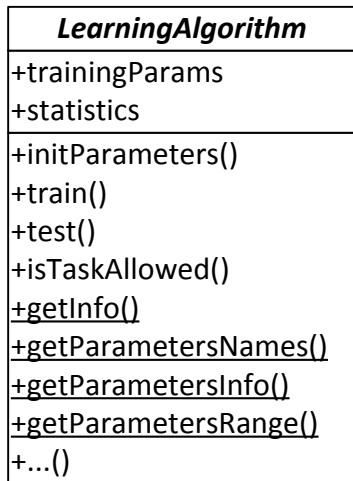 LearningAlgorithm
+trainingParams
+statistics
+initParameters()
+train()
+test()
+isTaskAllowed()
+getInfo()
+getParametersNames()
+getParametersInfo()
+getParametersRange()
+...()